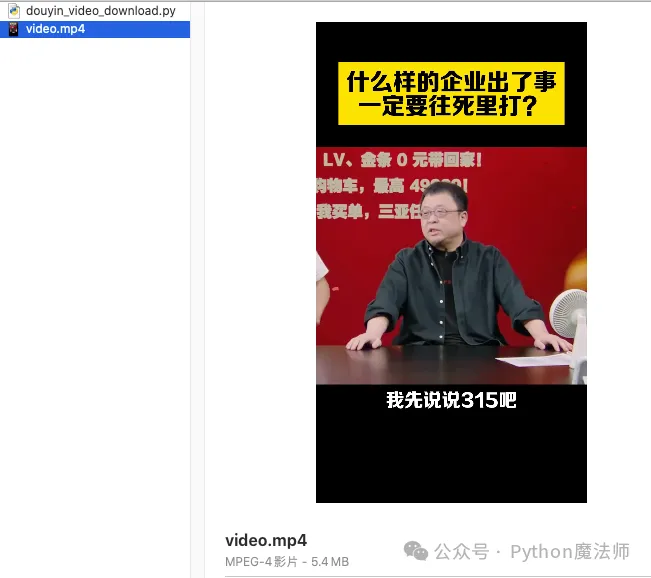 douyin_video_download.py
video.mp4
什么样的企业出了事
一定要往死里打？
LV、金条 0 元带回家!
购物车，最高 49
我买单，三亚任
我先说说315吧
video.mp4
MPEG-4影片 - 5.4 MB
公众号 · Python魔法师